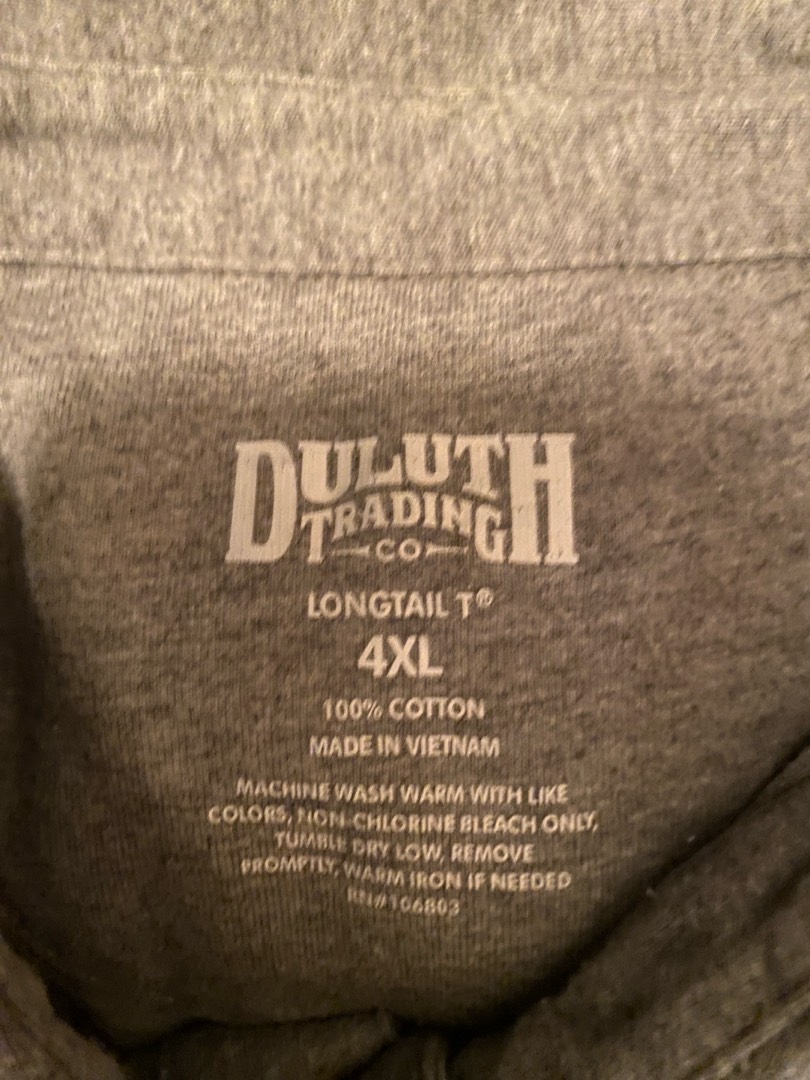 DULUTH
TRADING
CO
LONGTAIL T®
4XL
100% COTTON
MADE IN VIETNAM
MACHINE WASH WARM WITH LIKE
COLORS, NON-CHLORINE BLEACH ONLY,
TUMBLE DRY LOW, REMOVE
PROMPTLY, WARM IRON IF NEEDED
RN#106803